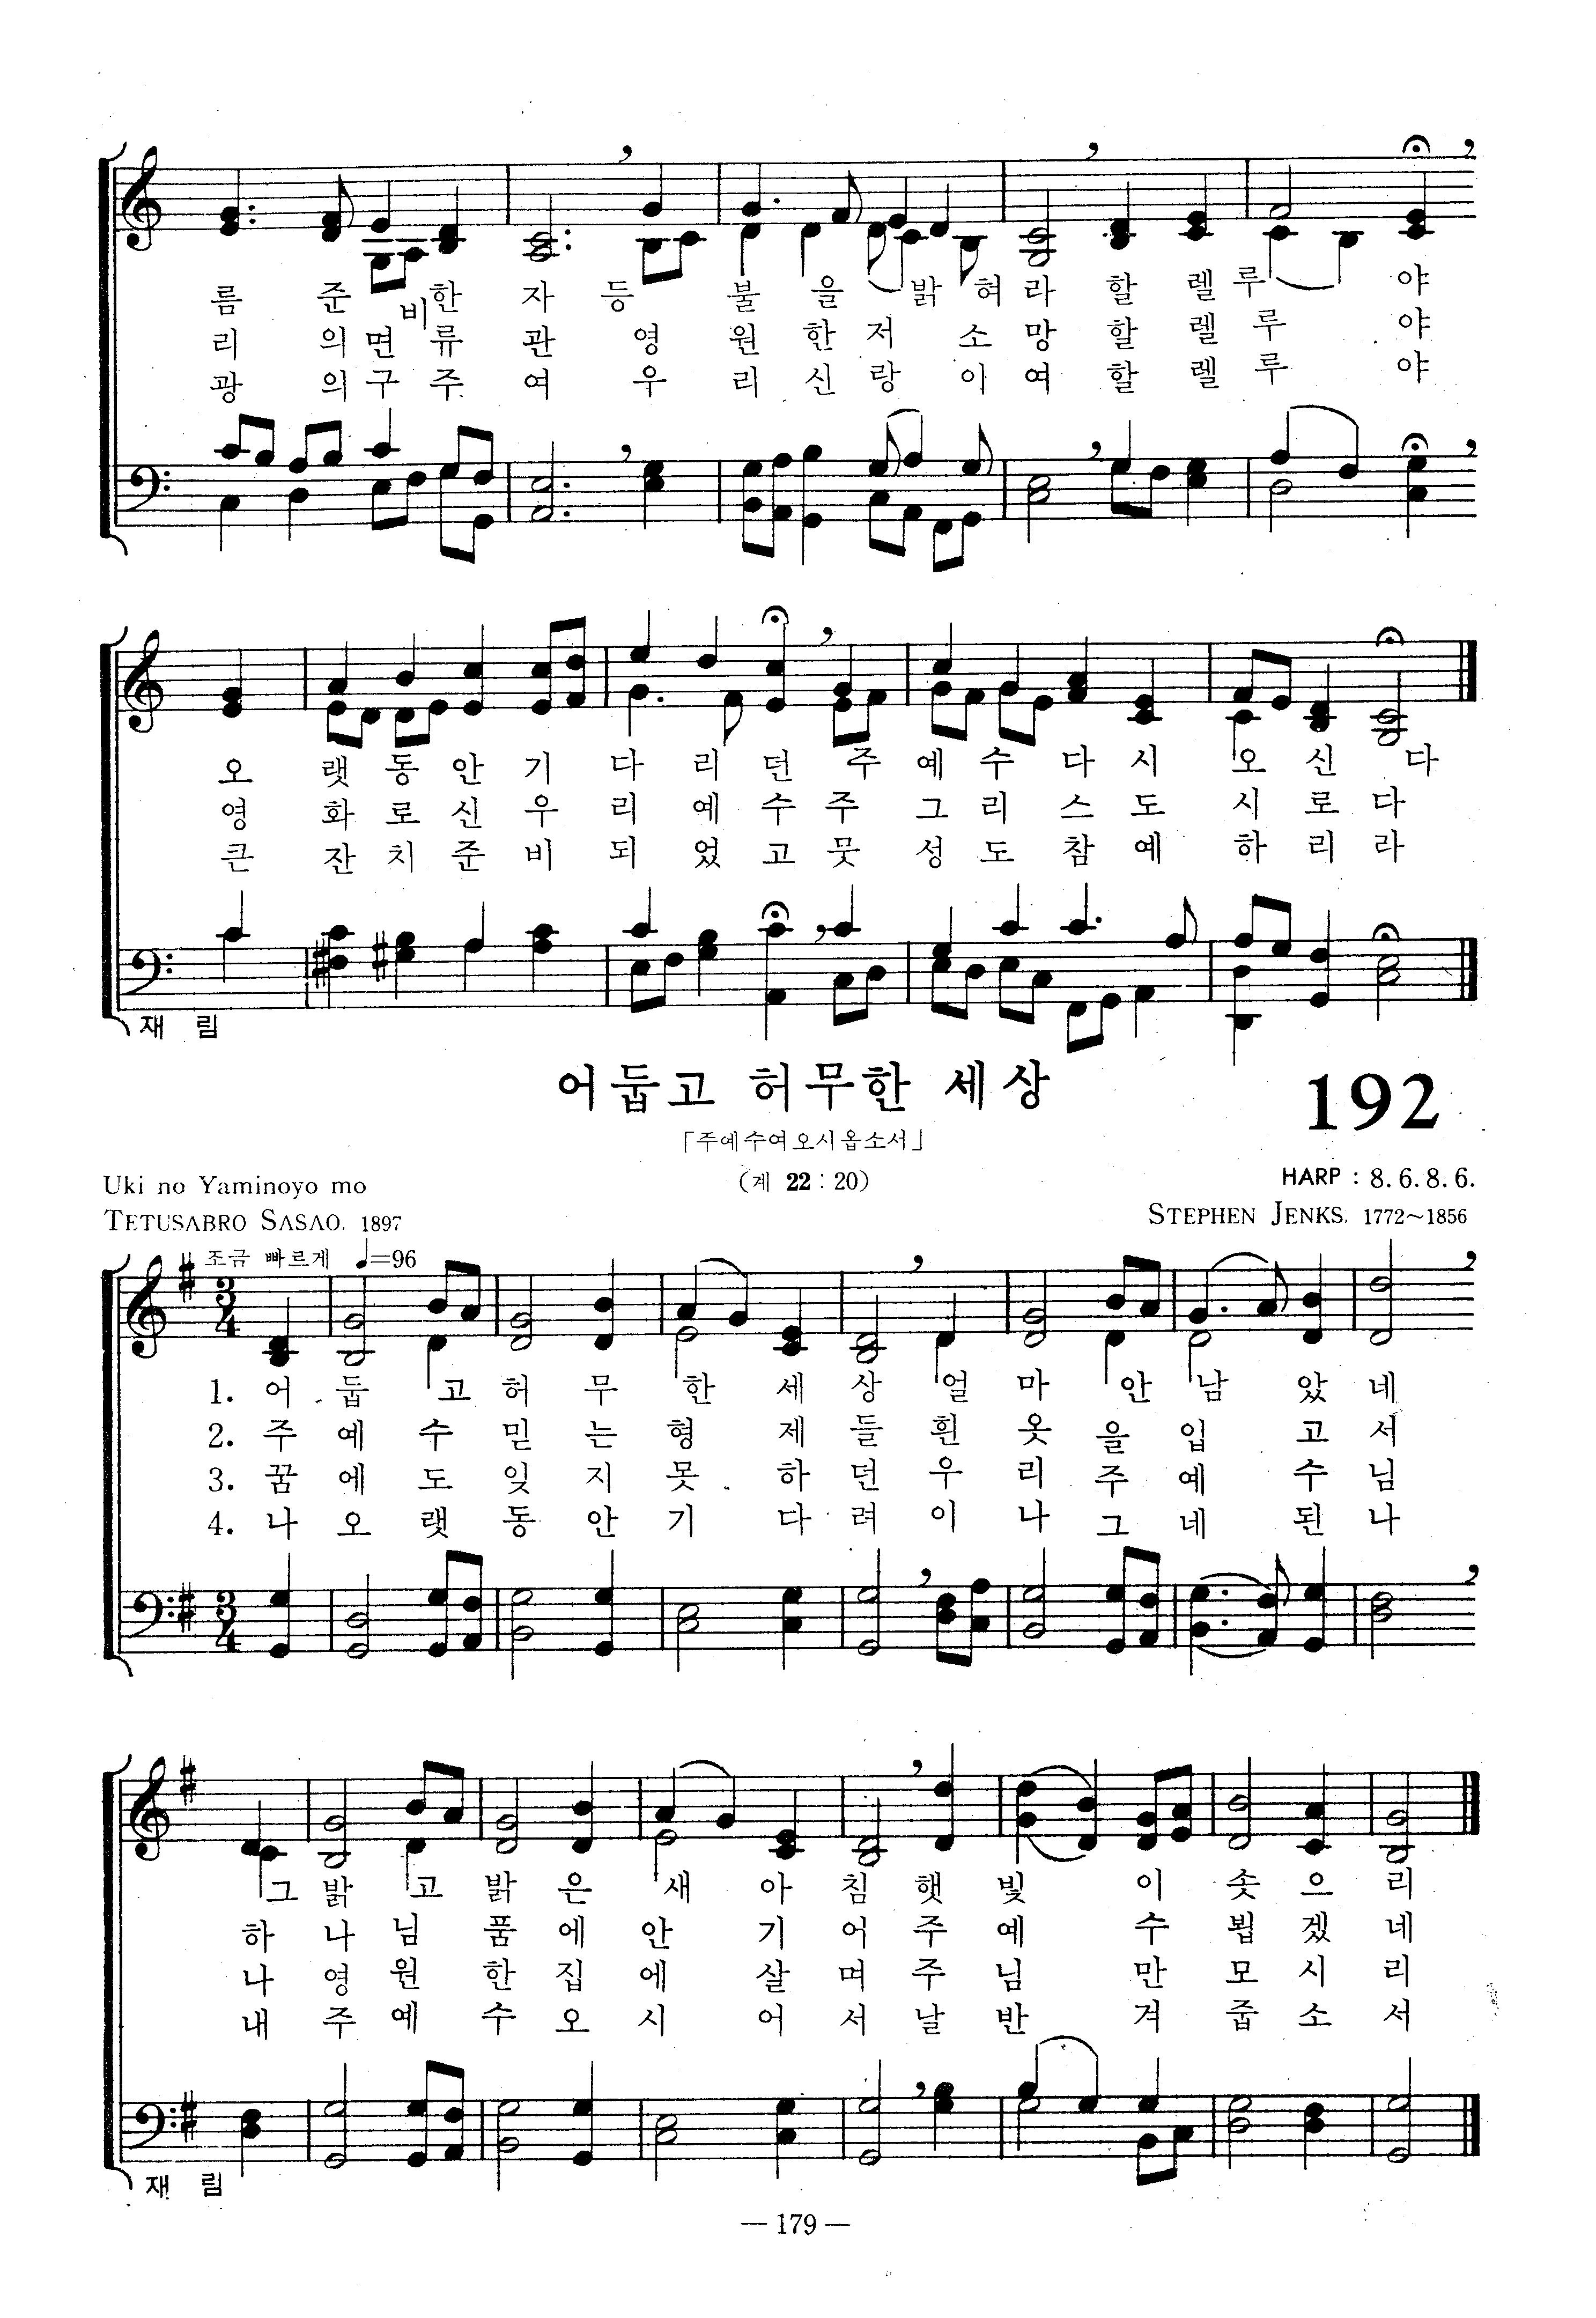 름 준 비 한 자 등 불 을 밝 혀 라 할 렐 루 야
리 의 면 류 관 영 원 한 저 소 망 할 렐 루 야
광 의 구 주 여 우 리 신 랑 이 여 할 렐 루 야
오 랫 동 안 기 다 리 던 주 예 수 다 시 오 신 다
영 화 로 신 우 리 예 수 주 그 리 스 도 시 로 다
큰 잔 치 준 비 되 었 고 뭇 성 도 참 예 하 리 라
재 림
어둡고 허무한 세상 192
「주예수여오시옵소서」
Uki no Yaminoyo mo (계 22 : 20) HARP : 8. 6. 8. 6.
TETUSABRO SASAO. 1897 STEPHEN JENKS. 1772~1856
조금 빠르게 ♩=96
3/4
1. 어 둡 고 허 무 한 세 상 얼 마 안 남 았 네
2. 주 예 수 믿 는 형 제 들 흰 옷 을 입 고 서
3. 꿈 에 도 잊 지 못 하 던 우 리 주 예 수 님
4. 나 오 랫 동 안 기 다 려 이 나 그 네 된 나
3/4
그 밝 고 밝 은 새 아 침 햇 빛 이 솟 으 리
하 나 님 품 에 안 기 어 주 예 수 뵙 겠 네
나 영 원 한 집 에 살 며 주 님 만 모 시 리
내 주 예 수 오 시 어 서 날 반 겨 줍 소 서
재 림
— 179 —